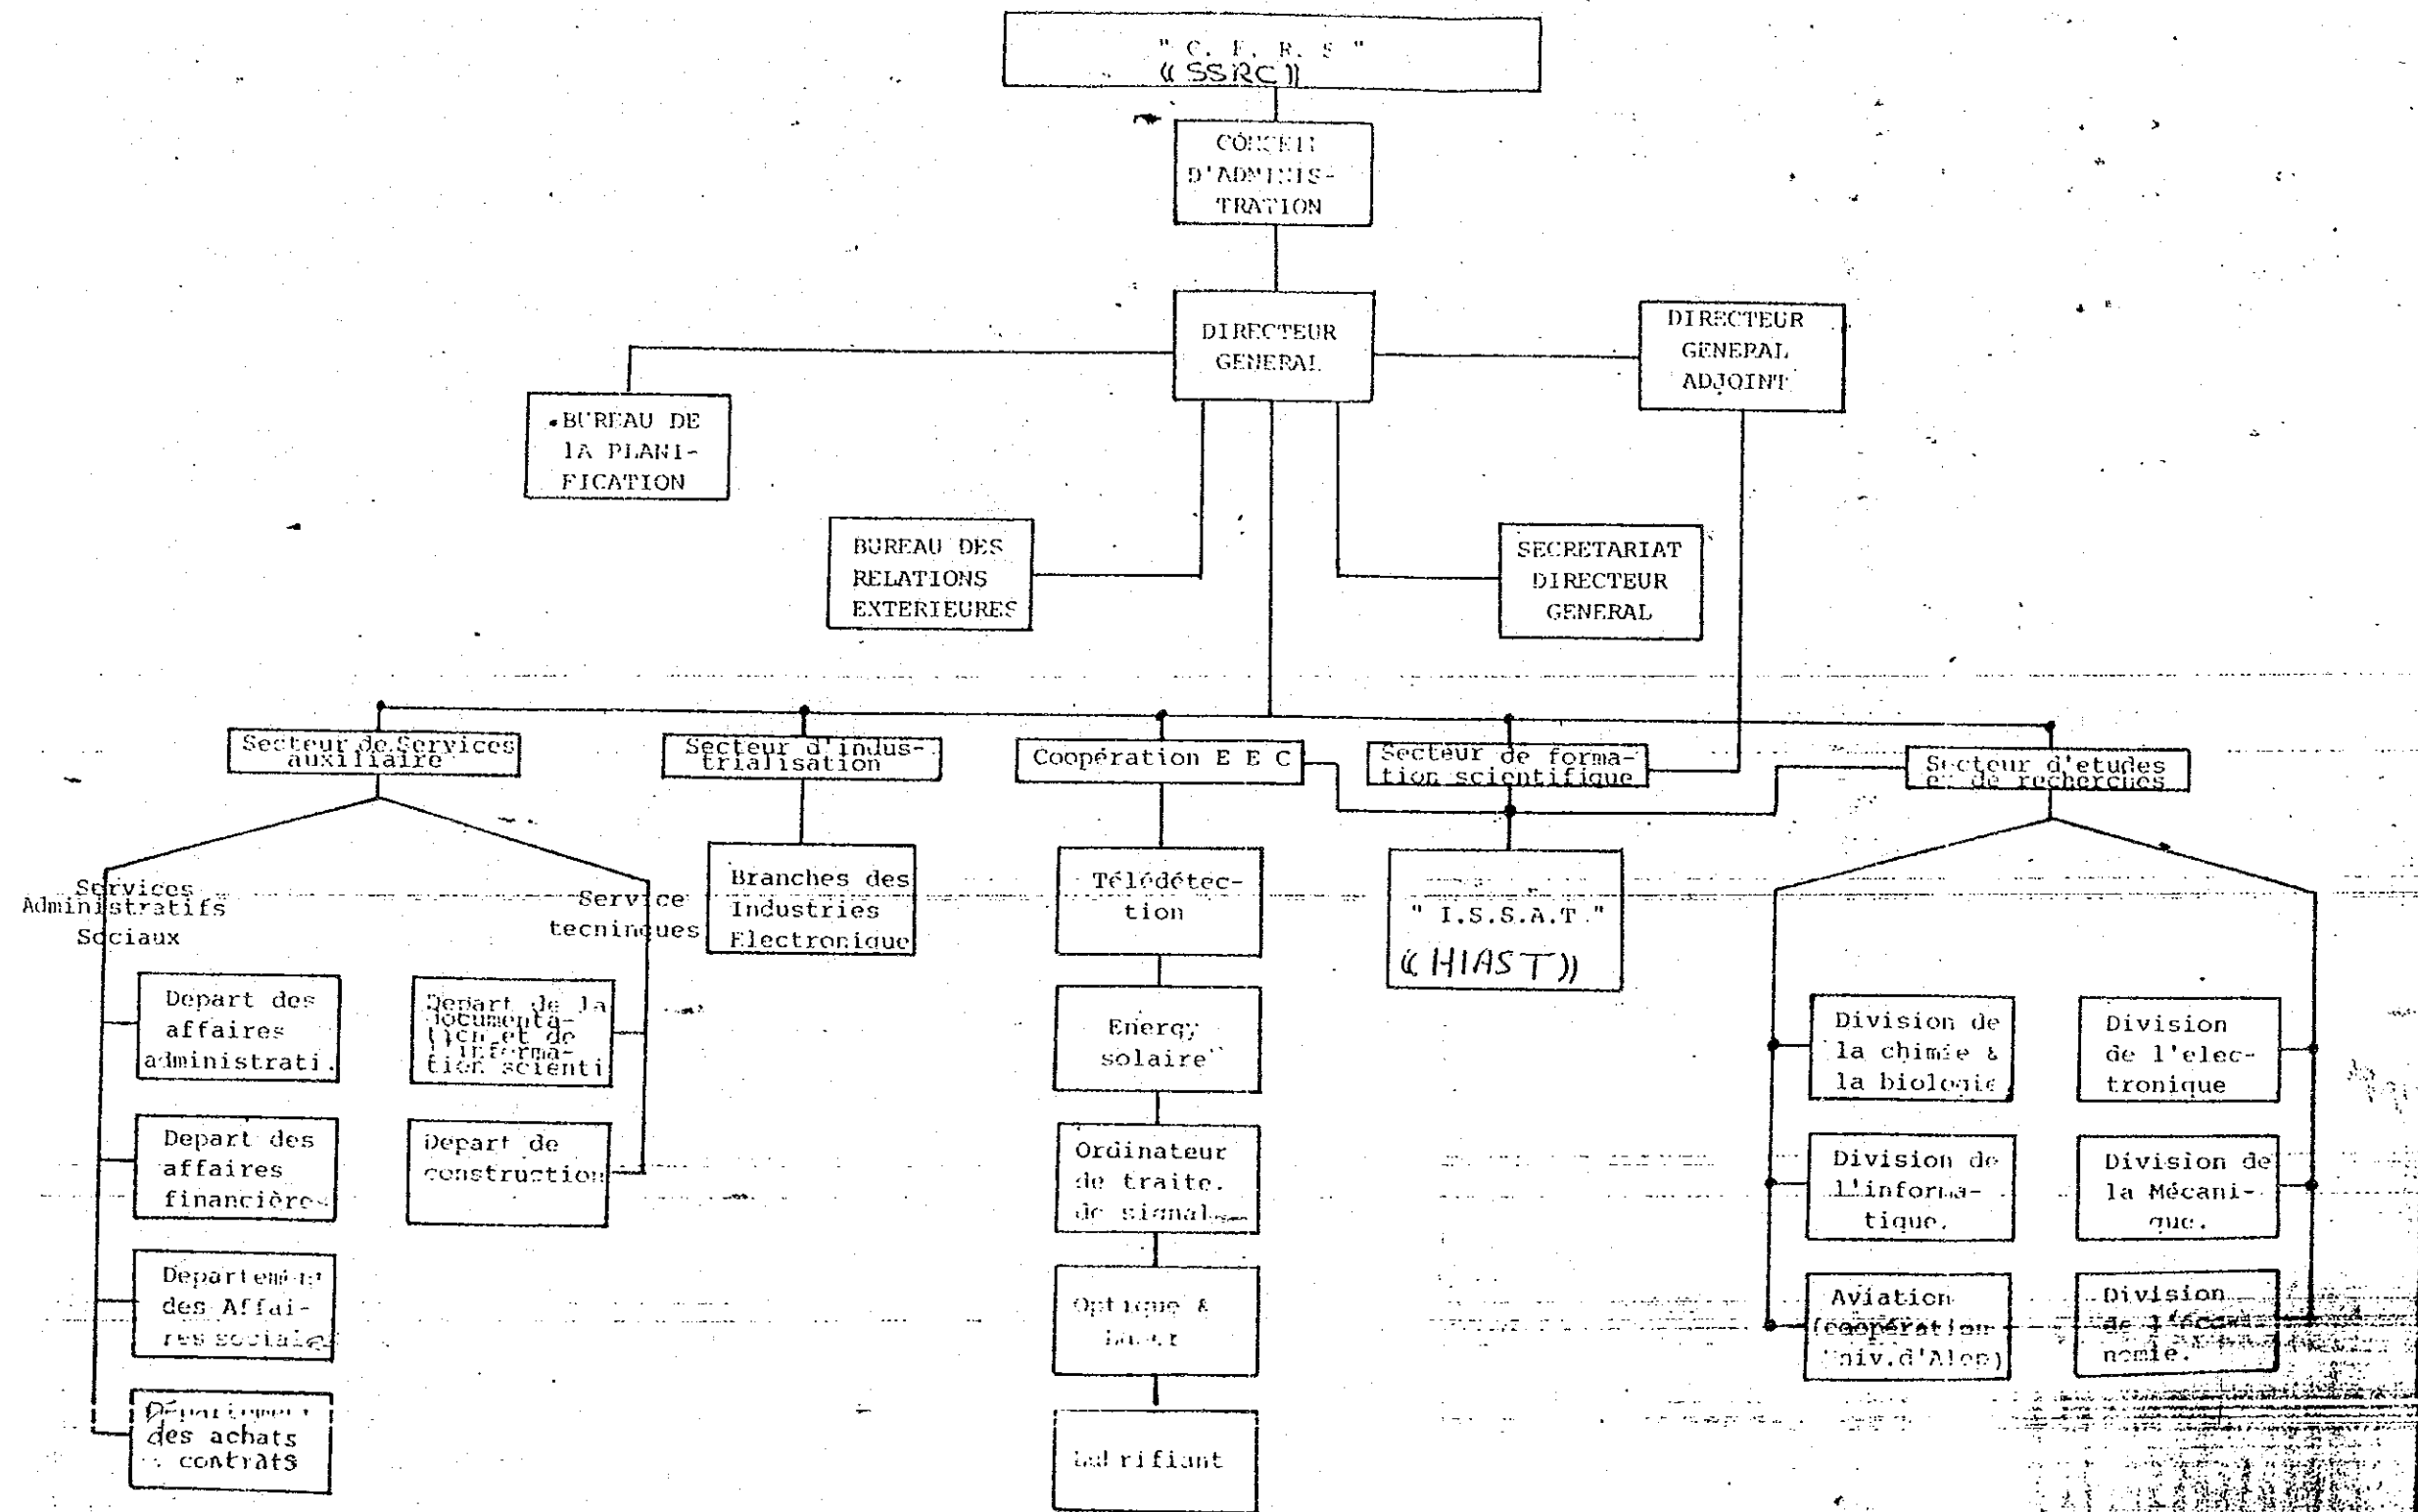 " C. E. R. S "
(( SSRC ))
CONSEIL
D'ADMINIS-
TRATION
DIRECTEUR
GENERAL
DIRECTEUR
GENERAL
ADJOINT
BUREAU DE
lA PLANI-
FICATION
BUREAU DES
RELATIONS
EXTERIEURES
SECRETARIAT
DIRECTEUR
GENERAL
Secteur de Services
auxiliaire
Secteur d'indus-
trialisation
Coopération E E C
Secteur de forma-
tion scientifique
Secteur d'etudes
et de recherches
Services
Administratifs
Sociaux
Service
tecninques
Branches des
Industries
Electronique
Télédétec-
tion
" I.S.S.A.T "
(( HIAST ))
Depart des
affaires
administrati.
Depart de la
documenta-
tion et de
l'informa-
tion scienti
Energy
solaire
Division de
la chimie &
la biologie
Division
de l'elec-
tronique
Depart des
affaires
financières
Depart de
construction
Ordinateur
de traite.
de signal
Division de
l'informa-
tique.
Division de
la Mécani-
que.
Departement
des Affai-
res sociales
Optique &
Laser
Aviation
(coopération
Univ.d'Alep)
Division
de l'éco-
nomie.
Département
des achats
contrats
Lubrifiant